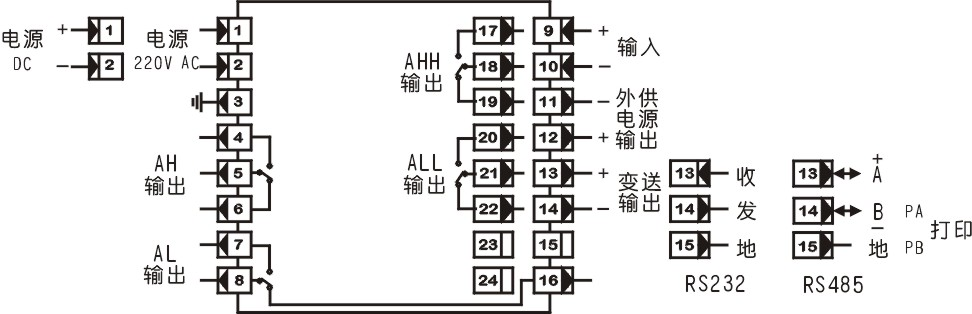 电源 + 1
DC − 2
电源 1
220V AC 2
3
4
AH 5
输出 6
AL 7
输出 8
17
AHH 18
输出 19
20
ALL 21
输出 22
23
24
9 + 输入
10 −
11 − 外供
电源
12 + 输出
13 + 变送
14 − 输出
15
16
13 收
14 发
15 地
RS232
13 + A
14 B − PA
15 地 PB
打印
RS485